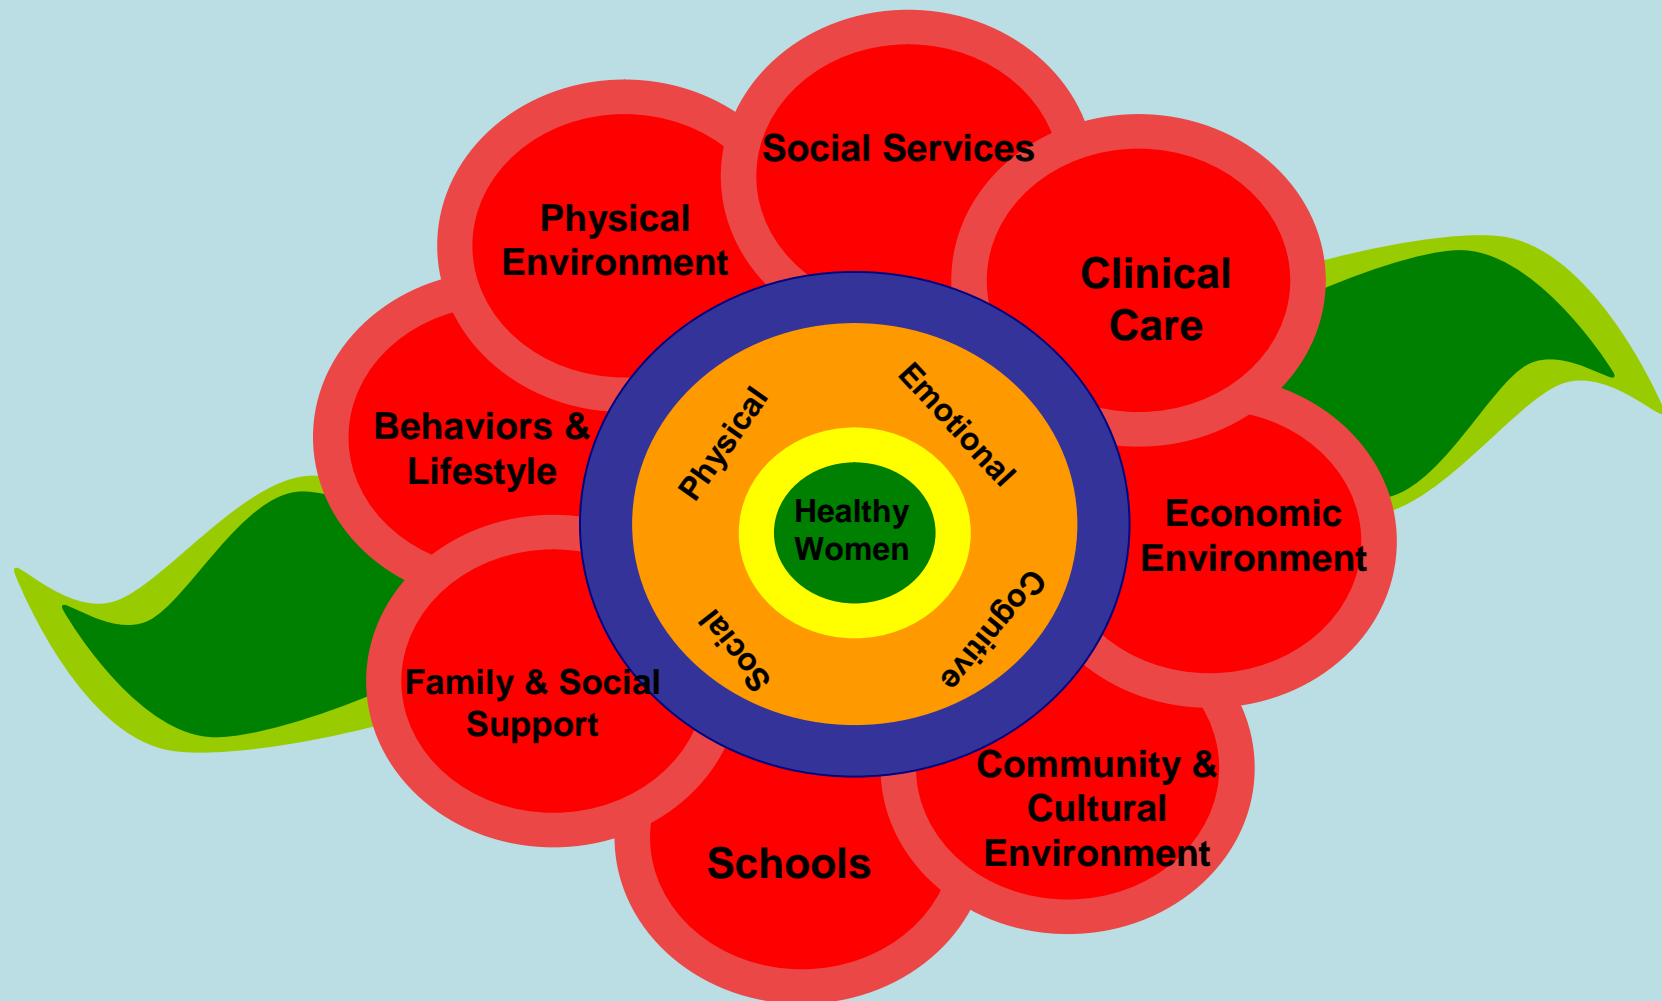 Social Services
Physical
Environment
Clinical
Care
Behaviors &
Lifestyle
Physical
Emotional
Healthy
Women
Economic
Environment
Social
Cognitive
Family & Social
Support
Community &
Cultural
Environment
Schools